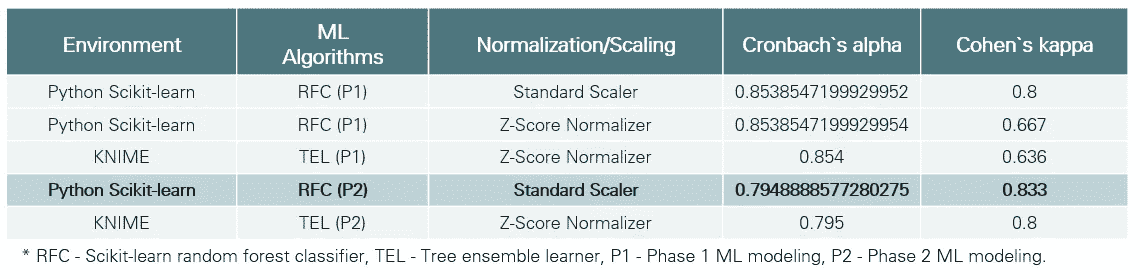 Environment ML Algorithms Normalization/Scaling Cronbach`s alpha Cohen`s kappa
Python Scikit-learn RFC (P1) Standard Scaler 0.8538547199929952 0.8
Python Scikit-learn RFC (P1) Z-Score Normalizer 0.8538547199929954 0.667
KNIME TEL (P1) Z-Score Normalizer 0.854 0.636
Python Scikit-learn RFC (P2) Standard Scaler 0.7948888577280275 0.833
KNIME TEL (P2) Z-Score Normalizer 0.795 0.8
* RFC - Scikit-learn random forest classifier, TEL - Tree ensemble learner, P1 - Phase 1 ML modeling, P2 - Phase 2 ML modeling.